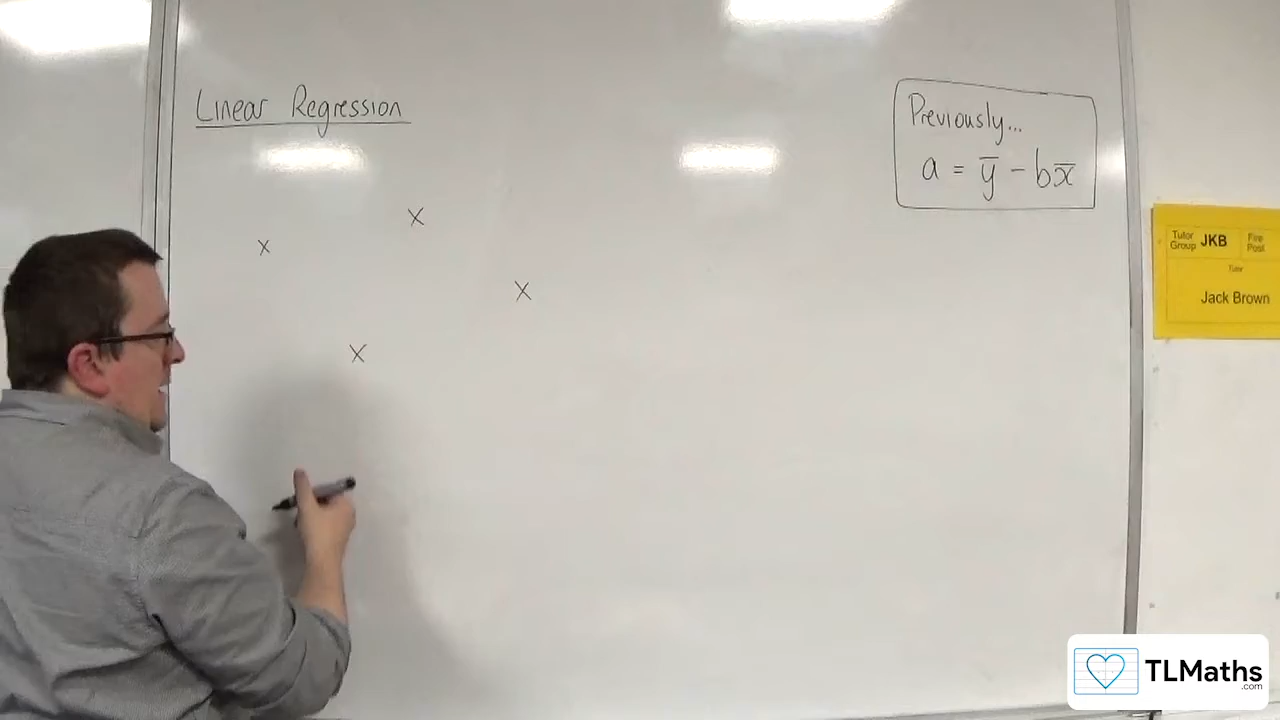 Linear Regression
Previously...
a = y̅ - bx̅
x
x
x
x
Tutor Group JKB Fire Post
Tutor
Jack Brown
TLMaths
.com